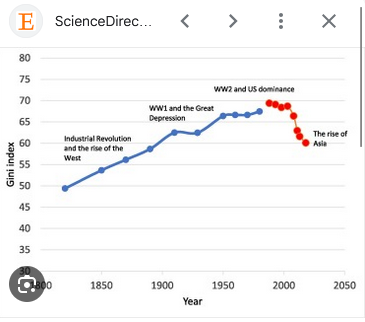 E
ScienceDirec...
80
75
WW2 and US dominance
70
WW1 and the Great
Depression
65
Industrial Revolution
and the rise of the
West
The rise of
Asia
60
55
50
45
40
35
30
Gini index
1800
1850
1900
1950
2000
2050
Year